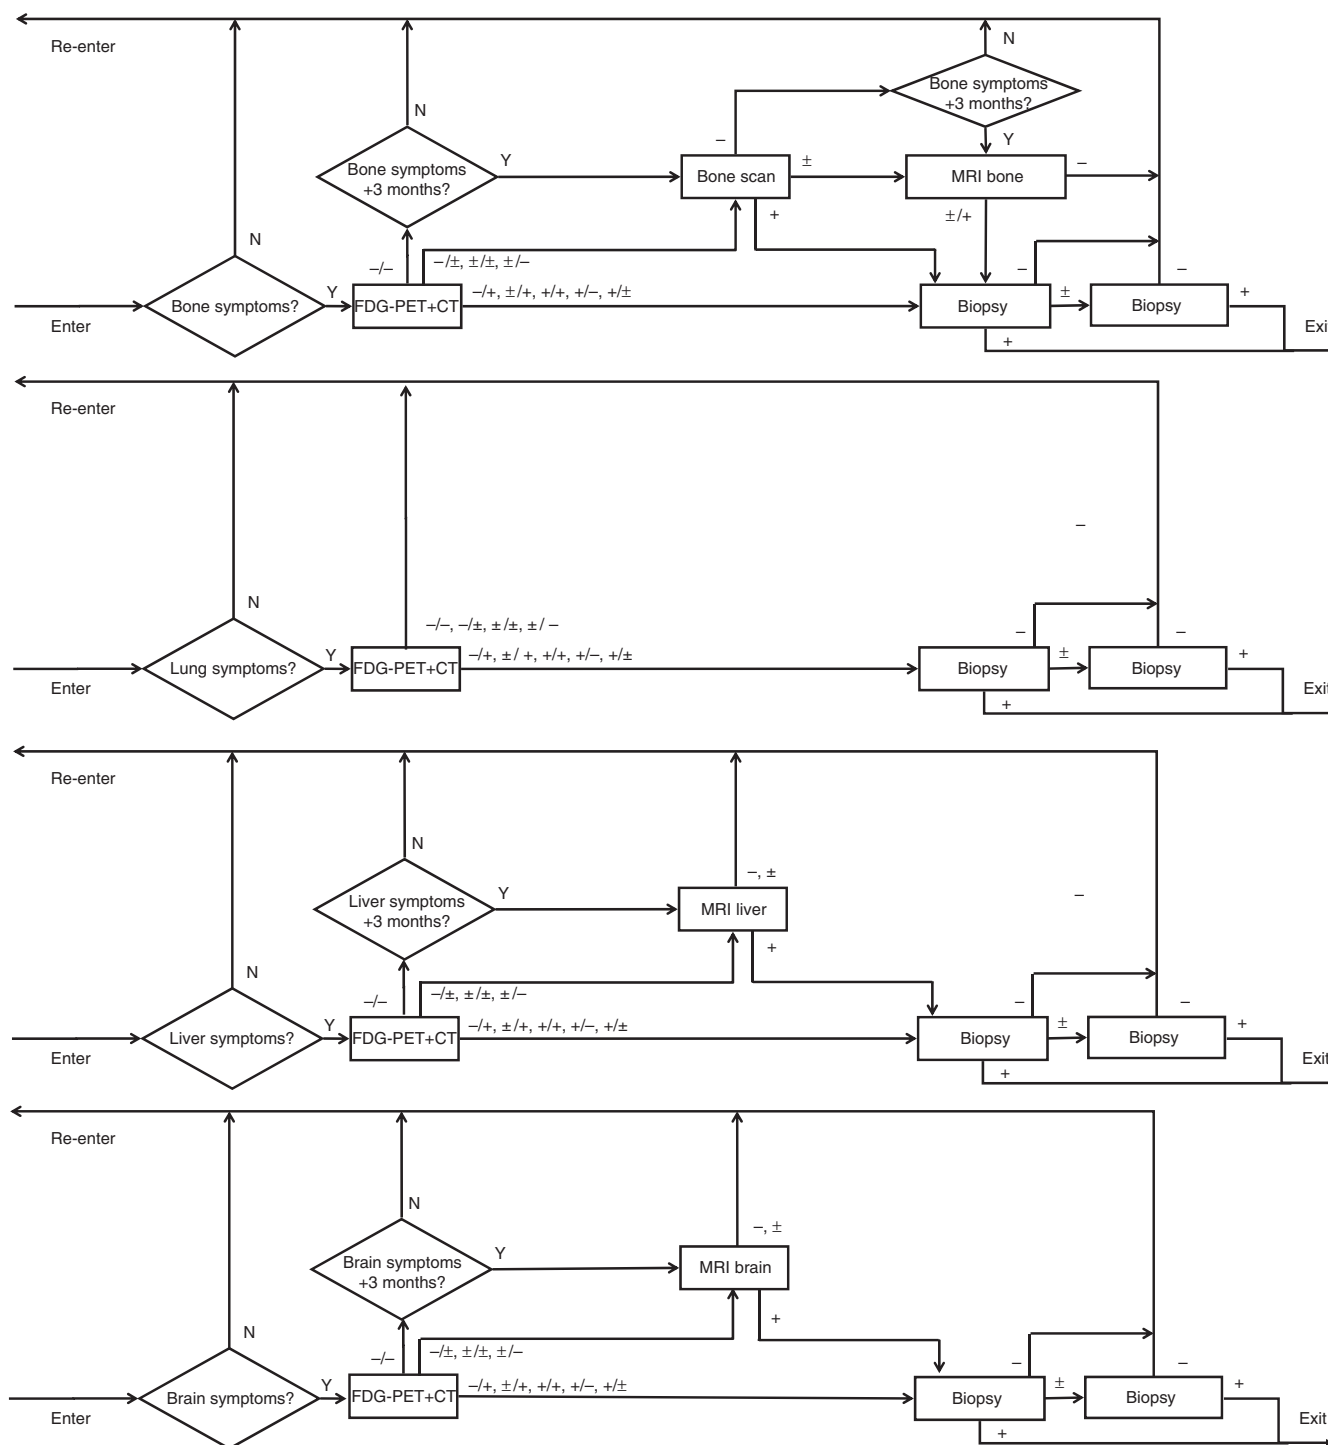 Re-enter
N
Bone symptoms
+3 months?
N
Y
–
Bone symptoms
+3 months?
Y
Bone scan
±
MRI bone
–
+
±/+
N
–/–
–/±, ±/±, ±/–
–
–
Bone symptoms?
Y
FDG-PET+CT
–/+, ±/+, +/+, +/–, +/±
Biopsy
±
Biopsy
+
Enter
+
Exi
Re-enter
–
N
–/–, –/±, ±/±, ±/–
–
–
Lung symptoms?
Y
FDG-PET+CT
–/+, ±/+, +/+, +/–, +/±
Biopsy
±
Biopsy
+
Enter
+
Exit
Re-enter
N
–, ±
Liver symptoms
+3 months?
Y
MRI liver
–
+
N
–/–
–/±, ±/±, ±/–
–
–
Liver symptoms?
Y
FDG-PET+CT
–/+, ±/+, +/+, +/–, +/±
Biopsy
±
Biopsy
+
Enter
+
Exit
Re-enter
N
–, ±
Brain symptoms
+3 months?
Y
MRI brain
+
N
–/–
–/±, ±/±, ±/–
–
–
Brain symptoms?
Y
FDG-PET+CT
–/+, ±/+, +/+, +/–, +/±
Biopsy
±
Biopsy
+
Enter
+
Exit